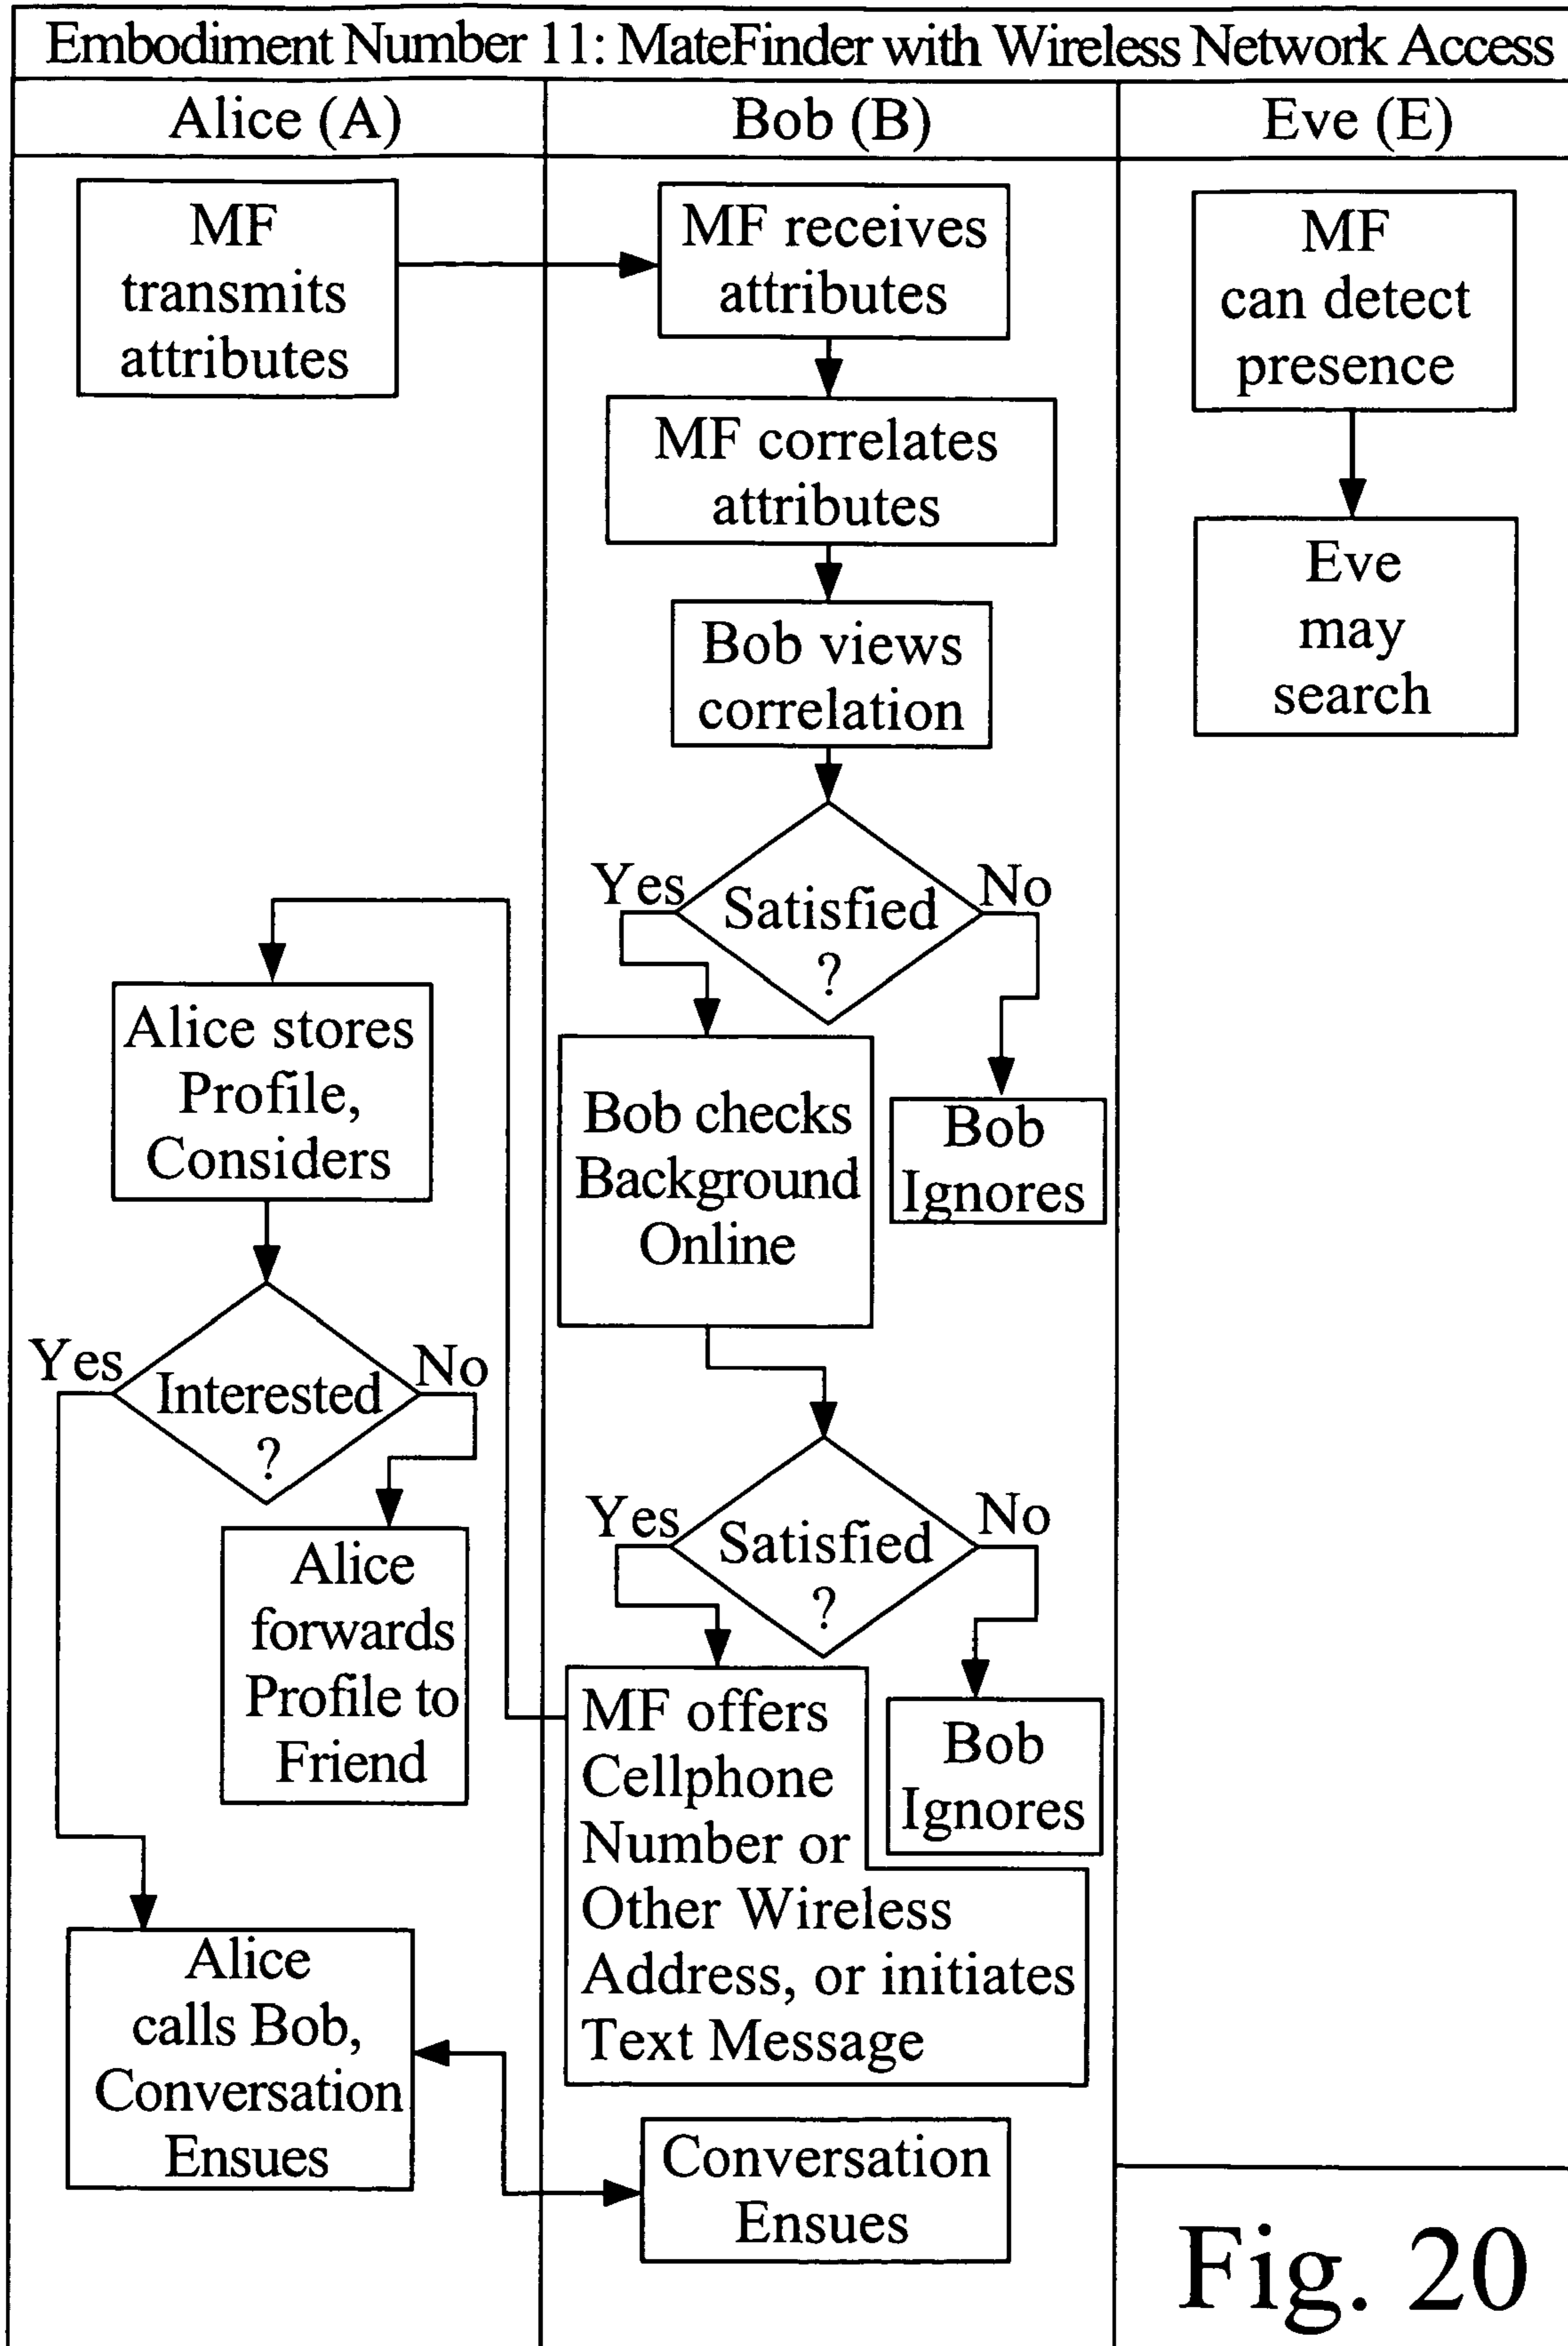 Embodiment Number 11: MateFinder with Wireless Network Access
Alice (A)
Bob (B)
Eve (E)
MF
transmits
attributes
MF receives
attributes
MF
can detect
presence
MF correlates
attributes
Eve
may
search
Bob views
correlation
Yes
Satisfied
?
No
Alice stores
Profile,
Considers
Bob checks
Background
Online
Bob
Ignores
Yes
Interested
?
No
Alice
forwards
Profile to
Friend
Yes
Satisfied
?
No
MF offers
Cellphone
Number or
Other Wireless
Address, or initiates
Text Message
Bob
Ignores
Alice
calls Bob,
Conversation
Ensues
Conversation
Ensues
Fig. 20